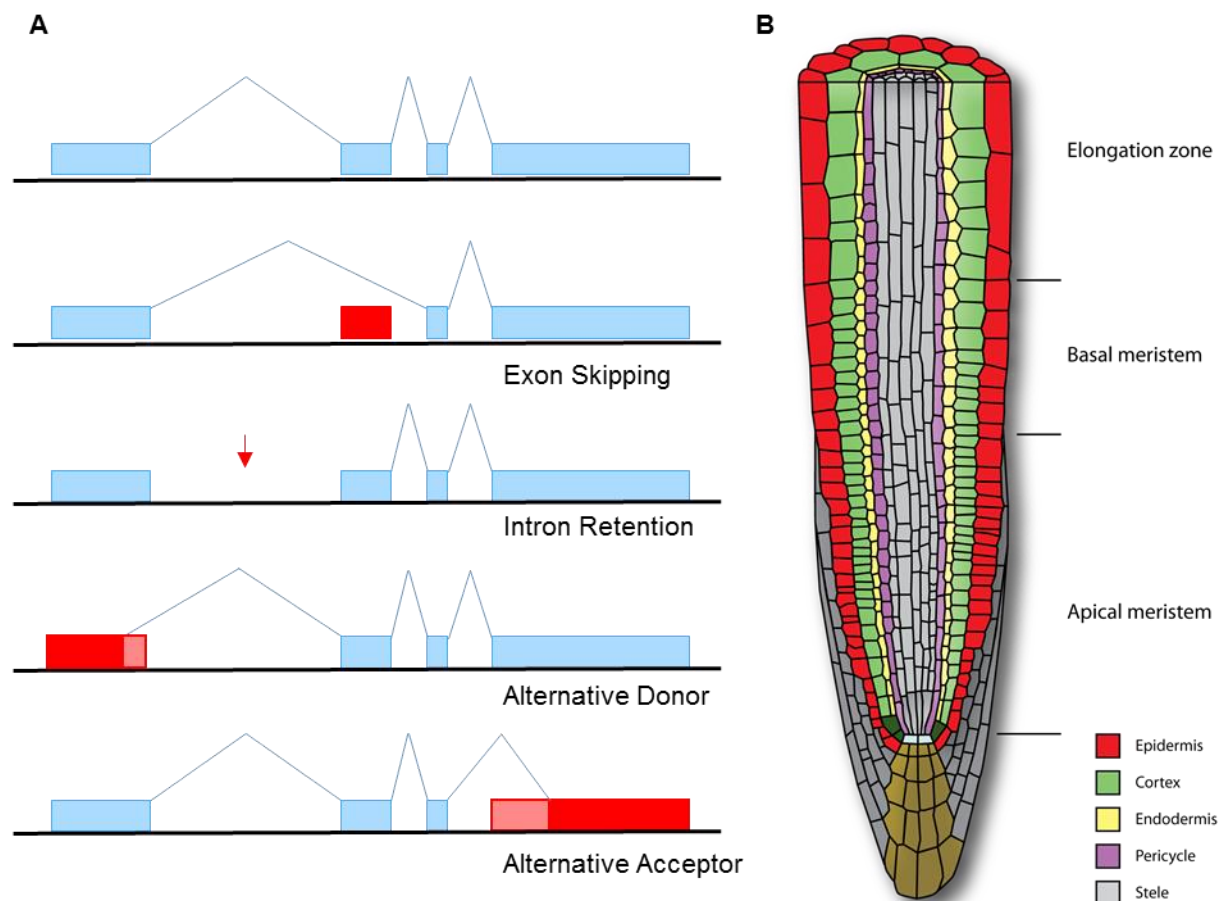 A
Exon Skipping
Intron Retention
Alternative Donor
Alternative Acceptor
B
Elongation zone
Basal meristem
Apical meristem
Epidermis
Cortex
Endodermis
Pericycle
Stele